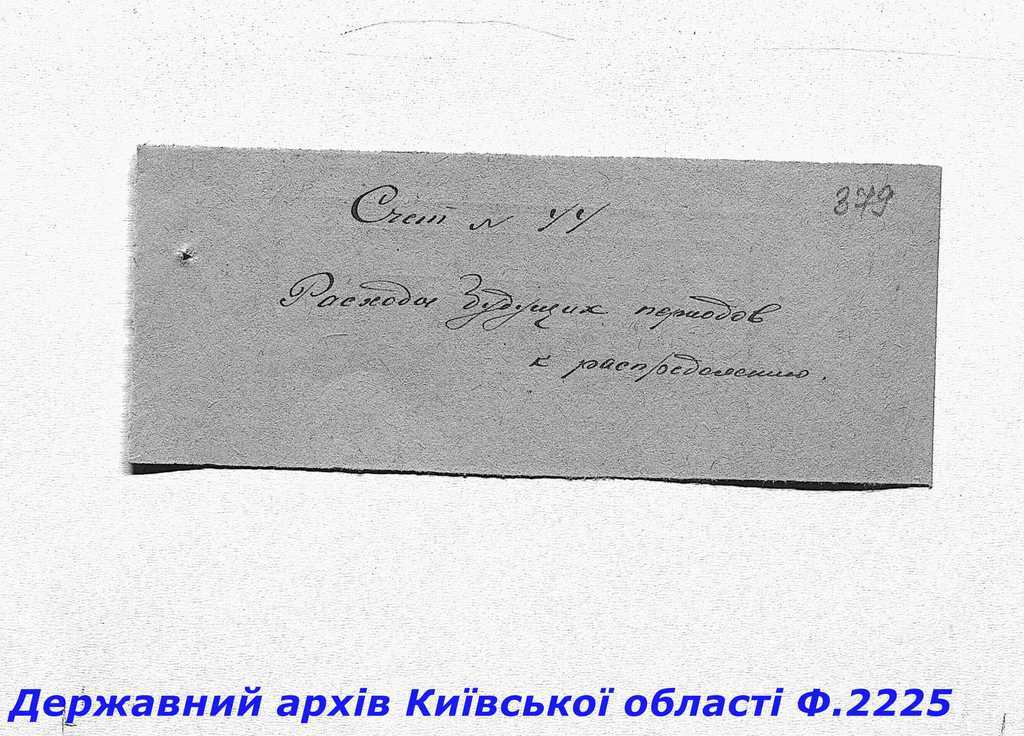 Счет № 44
379
Расходы будущих периодов
к распределению.
Державний архів Київської області Ф.2225